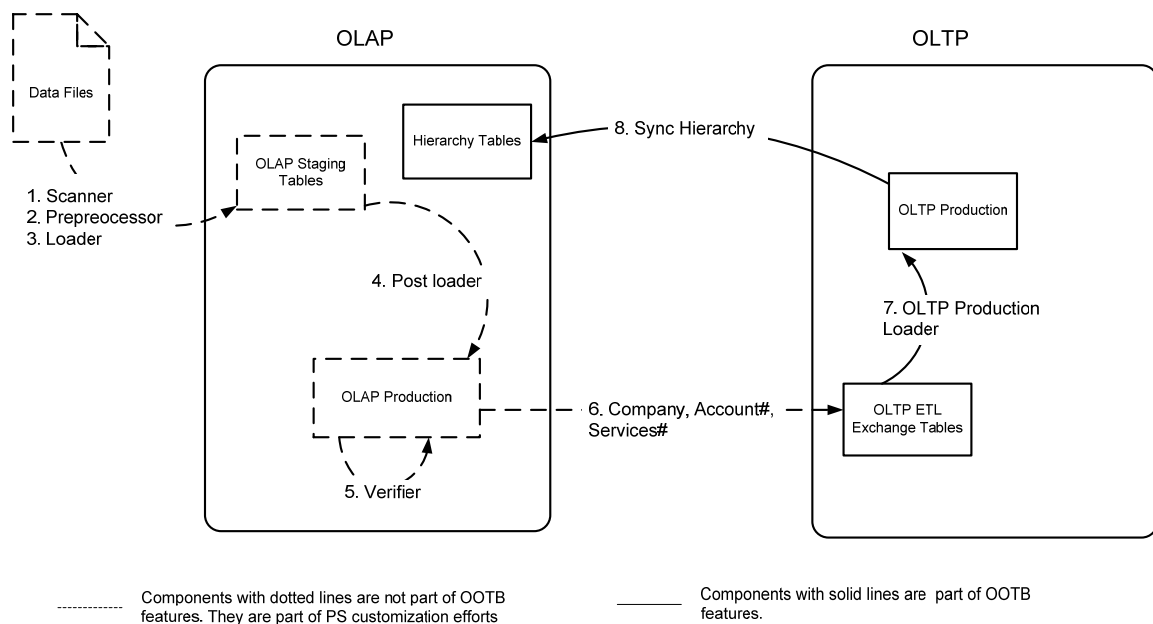 OLAP
OLTP
Data Files
1. Scanner
2. Prepreocessor
3. Loader
OLAP Staging
Tables
Hierarchy Tables
8. Sync Hierarchy
OLTP Production
4. Post loader
7. OLTP Production
Loader
OLAP Production
6. Company, Account#,
Services#
OLTP ETL
Exchange Tables
5. Verifier
Components with dotted lines are not part of OOTB
features. They are part of PS customization efforts
Components with solid lines are part of OOTB
features.